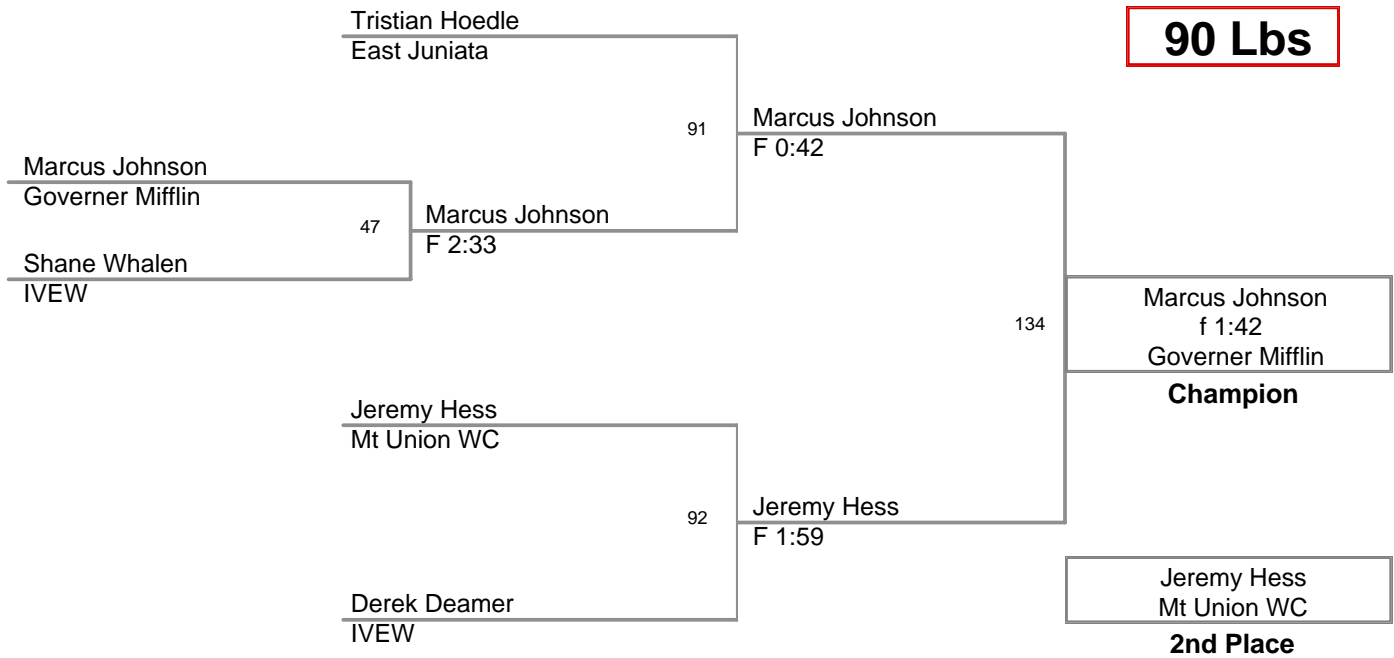 Tristian Hoedle
East Juniata
90 Lbs
91
Marcus Johnson
F 0:42
Marcus Johnson
Governer Mifflin
47
Marcus Johnson
F 2:33
Shane Whalen
IVEW
134
Marcus Johnson
f 1:42
Governer Mifflin
Champion
Jeremy Hess
Mt Union WC
92
Jeremy Hess
F 1:59
Derek Deamer
IVEW
Jeremy Hess
Mt Union WC
2nd Place